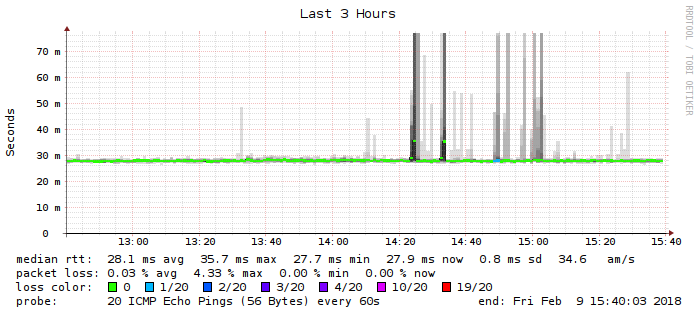 Last 3 Hours
RRDTOOL / TOBI OETIKER
Seconds
70 m
60 m
50 m
40 m
30 m
20 m
10 m
0
13:00 13:20 13:40 14:00 14:20 14:40 15:00 15:20 15:40
median rtt: 28.1 ms avg 35.7 ms max 27.7 ms min 27.9 ms now 0.8 ms sd 34.6 am/s
packet loss: 0.03 % avg 4.33 % max 0.00 % min 0.00 % now
loss color: 0 1/20 2/20 3/20 4/20 10/20 19/20
probe: 20 ICMP Echo Pings (56 Bytes) every 60s end: Fri Feb 9 15:40:03 2018